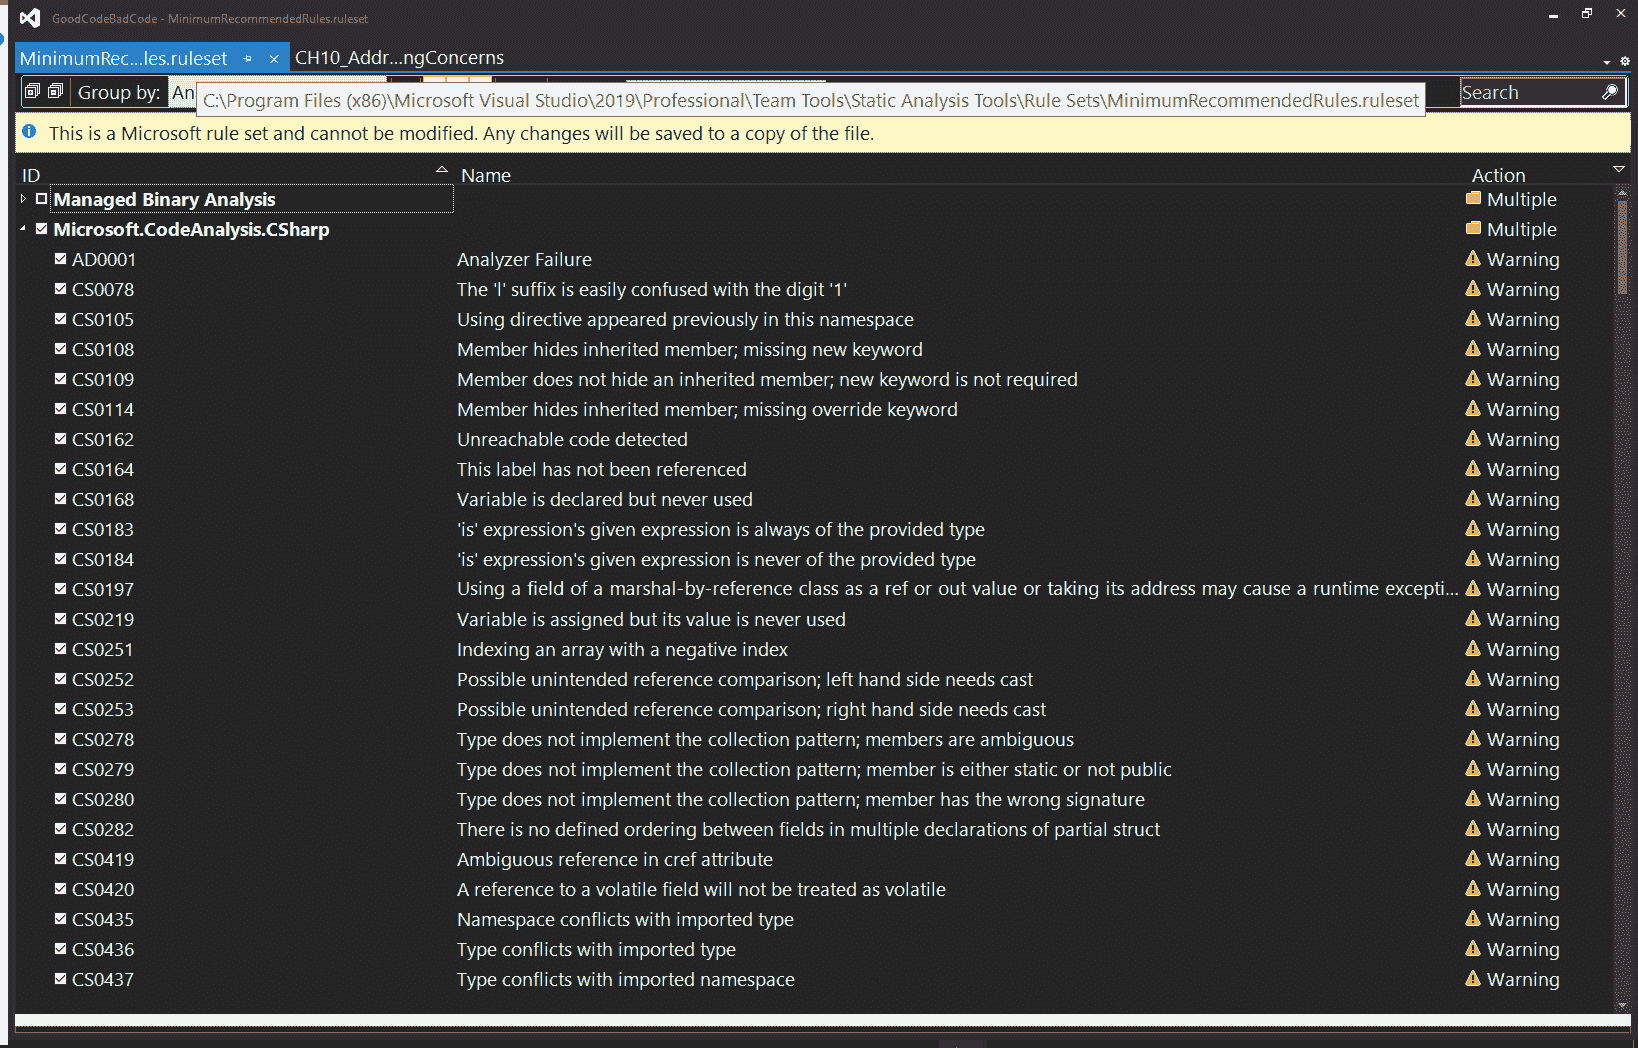 GoodCodeBadCode - MinimumRecommendedRules.ruleset
MinimumRec...les.ruleset CH10_Addr...ngConcerns
Group by: An Search
C:\Program Files (x86)\Microsoft Visual Studio\2019\Professional\Team Tools\Static Analysis Tools\Rule Sets\MinimumRecommendedRules.ruleset
This is a Microsoft rule set and cannot be modified. Any changes will be saved to a copy of the file.
ID Name Action
Managed Binary Analysis Multiple
Microsoft.CodeAnalysis.CSharp Multiple
AD0001 Analyzer Failure Warning
CS0078 The 'l' suffix is easily confused with the digit '1' Warning
CS0105 Using directive appeared previously in this namespace Warning
CS0108 Member hides inherited member; missing new keyword Warning
CS0109 Member does not hide an inherited member; new keyword is not required Warning
CS0114 Member hides inherited member; missing override keyword Warning
CS0162 Unreachable code detected Warning
CS0164 This label has not been referenced Warning
CS0168 Variable is declared but never used Warning
CS0183 'is' expression's given expression is always of the provided type Warning
CS0184 'is' expression's given expression is never of the provided type Warning
CS0197 Using a field of a marshal-by-reference class as a ref or out value or taking its address may cause a runtime excepti... Warning
CS0219 Variable is assigned but its value is never used Warning
CS0251 Indexing an array with a negative index Warning
CS0252 Possible unintended reference comparison; left hand side needs cast Warning
CS0253 Possible unintended reference comparison; right hand side needs cast Warning
CS0278 Type does not implement the collection pattern; members are ambiguous Warning
CS0279 Type does not implement the collection pattern; member is either static or not public Warning
CS0280 Type does not implement the collection pattern; member has the wrong signature Warning
CS0282 There is no defined ordering between fields in multiple declarations of partial struct Warning
CS0419 Ambiguous reference in cref attribute Warning
CS0420 A reference to a volatile field will not be treated as volatile Warning
CS0435 Namespace conflicts with imported type Warning
CS0436 Type conflicts with imported type Warning
CS0437 Type conflicts with imported namespace Warning